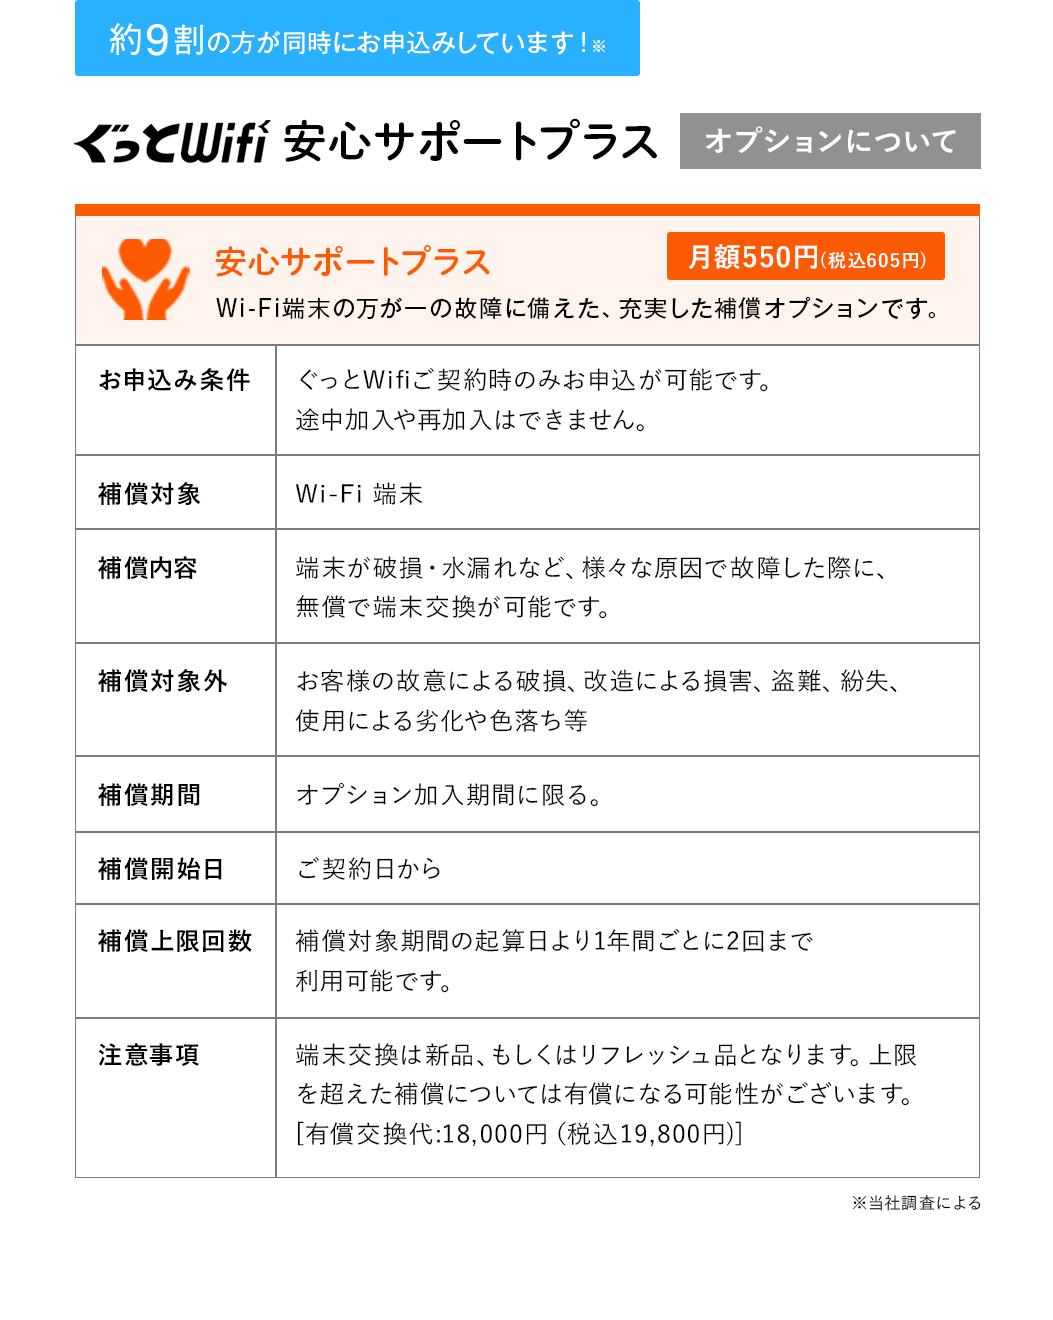 約9割の方が同時にお申込みしています！※
ぐっとWifi 安心サポートプラス オプションについて
安心サポートプラス 月額550円(税込605円)
Wi-Fi端末の万が一の故障に備えた、充実した補償オプションです。
お申込み条件 ぐっとWifiご契約時のみお申込が可能です。
途中加入や再加入はできません。
補償対象 Wi-Fi 端末
補償内容 端末が破損・水漏れなど、様々な原因で故障した際に、
無償で端末交換が可能です。
補償対象外 お客様の故意による破損、改造による損害、盗難、紛失、
使用による劣化や色落ち等
補償期間 オプション加入期間に限る。
補償開始日 ご契約日から
補償上限回数 補償対象期間の起算日より1年間ごとに2回まで
利用可能です。
注意事項 端末交換は新品、もしくはリフレッシュ品となります。上限
を超えた補償については有償になる可能性がございます。
[有償交換代:18,000円（税込19,800円)]
※当社調査による